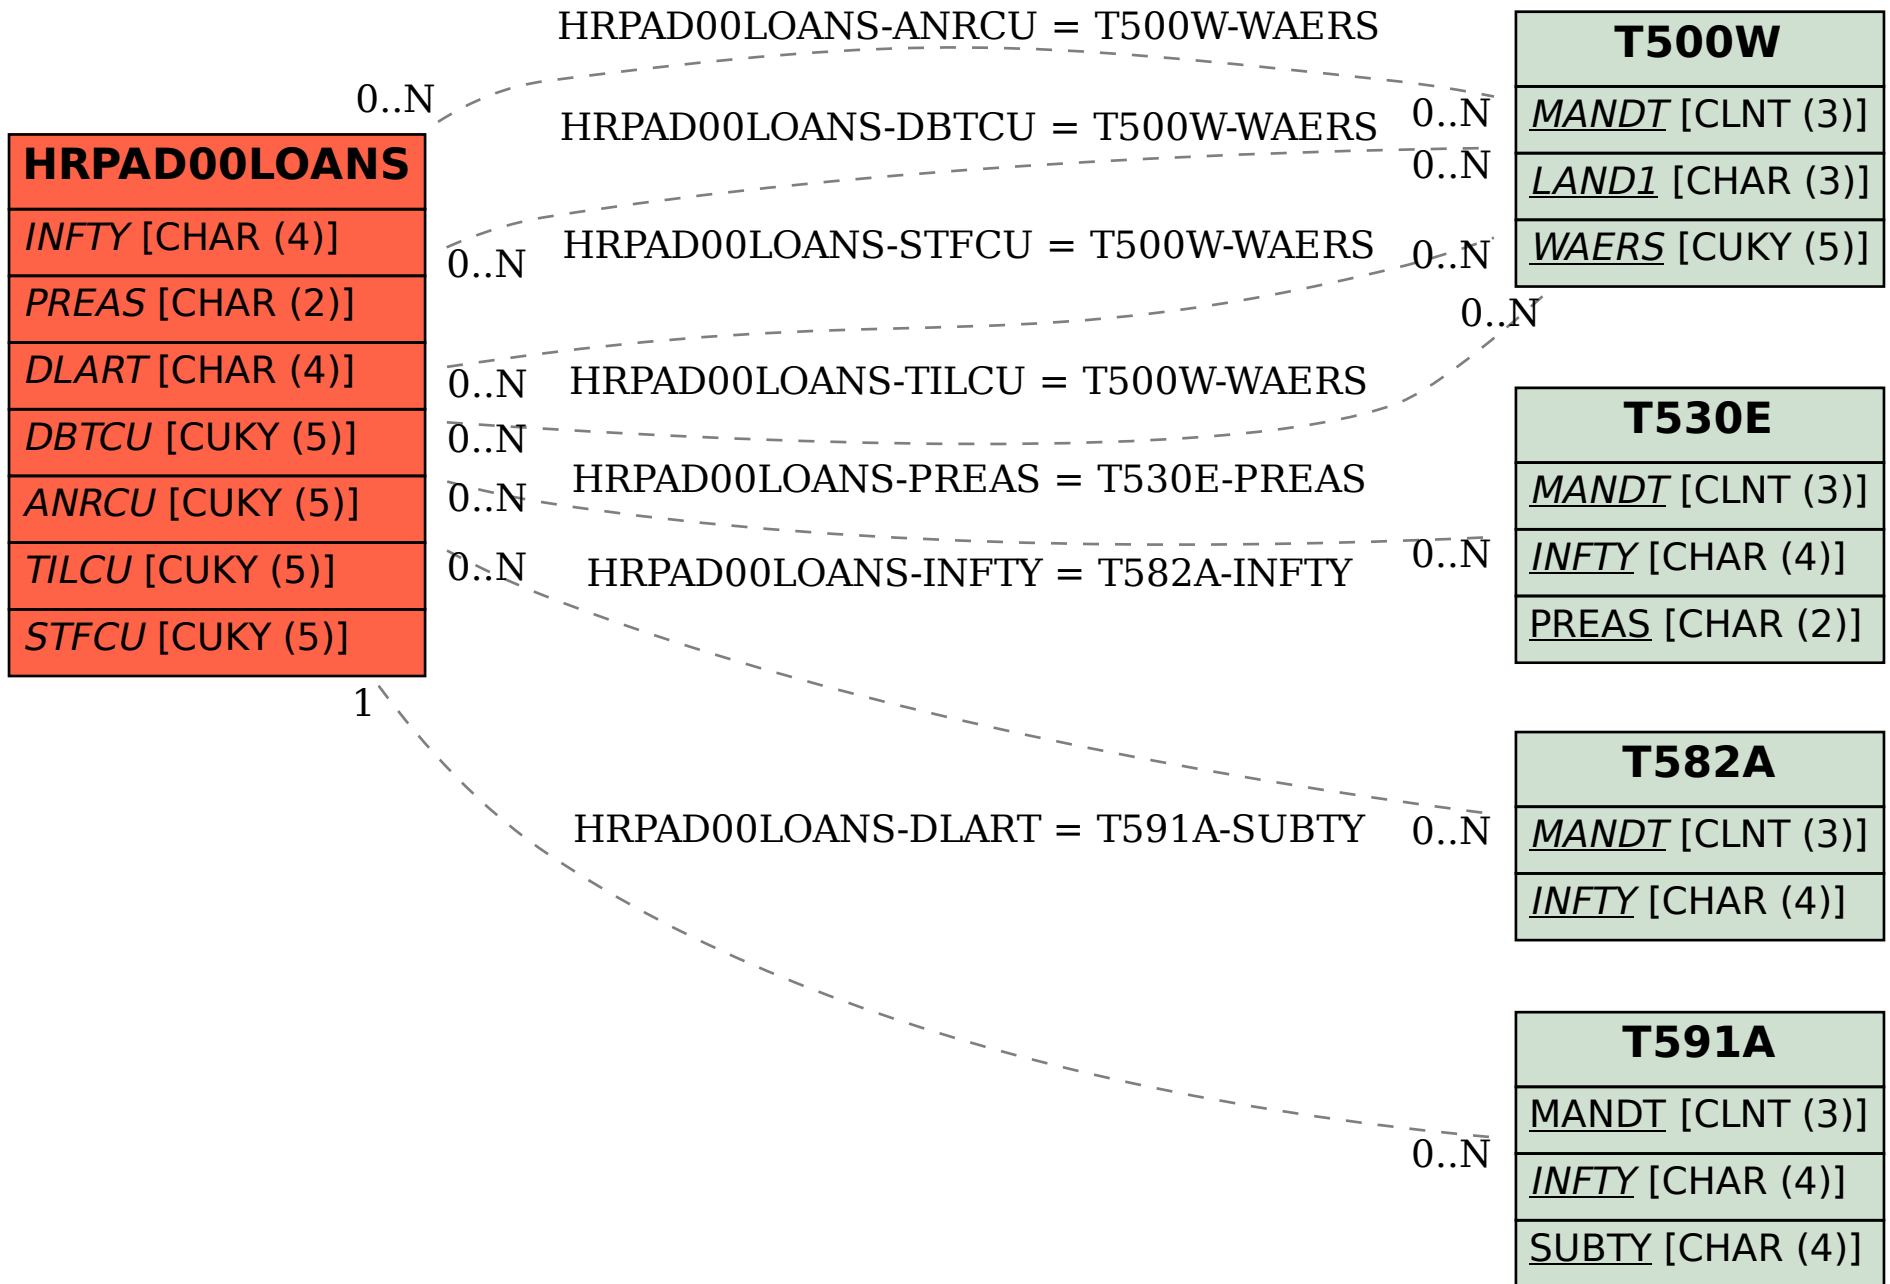 HRPAD00LOANS
INFTY [CHAR (4)]
PREAS [CHAR (2)]
DLART [CHAR (4)]
DBTCU [CUKY (5)]
ANRCU [CUKY (5)]
TILCU [CUKY (5)]
STFCU [CUKY (5)]
HRPAD00LOANS-ANRCU = T500W-WAERS
0..N
0..N
HRPAD00LOANS-DBTCU = T500W-WAERS
0..N
0..N
HRPAD00LOANS-STFCU = T500W-WAERS
0..N
0..N
HRPAD00LOANS-TILCU = T500W-WAERS
0..N
0..N
HRPAD00LOANS-PREAS = T530E-PREAS
0..N
0..N
HRPAD00LOANS-INFTY = T582A-INFTY
0..N
0..N
HRPAD00LOANS-DLART = T591A-SUBTY
1
0..N
T500W
MANDT [CLNT (3)]
LAND1 [CHAR (3)]
WAERS [CUKY (5)]
T530E
MANDT [CLNT (3)]
INFTY [CHAR (4)]
PREAS [CHAR (2)]
T582A
MANDT [CLNT (3)]
INFTY [CHAR (4)]
T591A
MANDT [CLNT (3)]
INFTY [CHAR (4)]
SUBTY [CHAR (4)]